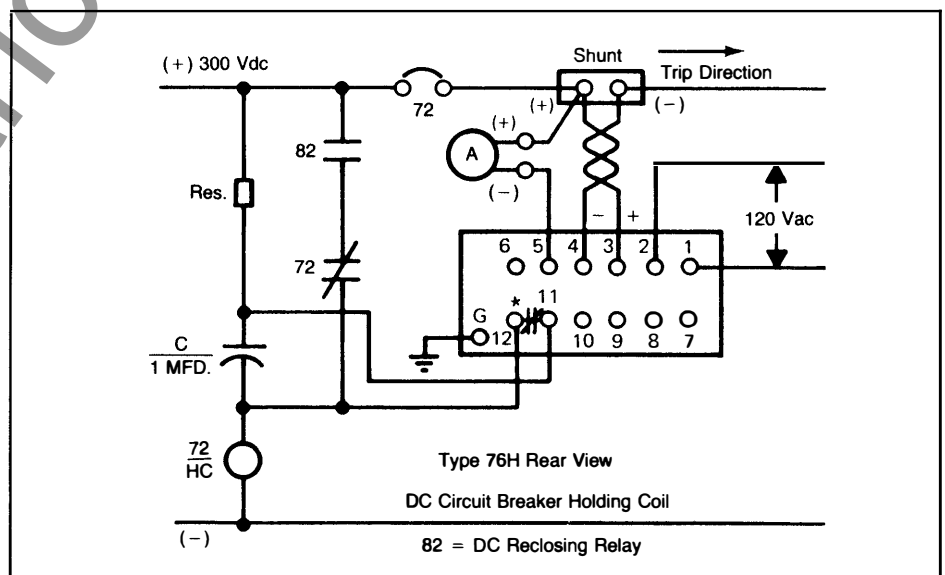 (+) 300 Vdc
Shunt
Trip Direction
72
(+)
(−)
82
(+)
A
(−)
Res.
− +
120 Vac
6 5 4 3 2 1
72
* 11
G
12 10 9 8 7
C
1 MFD.
72
HC
Type 76H Rear View
DC Circuit Breaker Holding Coil
(−)
82 = DC Reclosing Relay